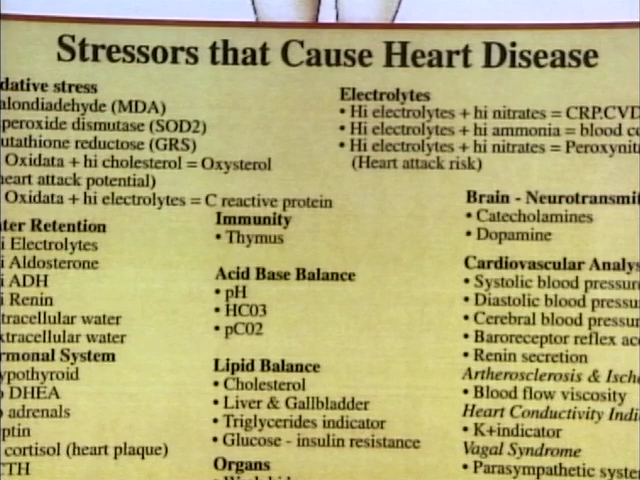 Stressors that Cause Heart Disease
dative stress
alondiadehyde (MDA)
peroxide dismutase (SOD2)
utathione reductose (GRS)
Oxidata + hi cholesterol = Oxysterol
eart attack potential)
Oxidata + hi electrolytes = C reactive protein
Electrolytes
• Hi electrolytes + hi nitrates = CRP.CVD
• Hi electrolytes + hi ammonia = blood co
• Hi electrolytes + hi nitrates = Peroxynit
(Heart attack risk)
ter Retention
i Electrolytes
i Aldosterone
i ADH
i Renin
tracellular water
xtracellular water
rmonal System
ypothyroid
DHEA
adrenals
ptin
cortisol (heart plaque)
CTH
Immunity
• Thymus
Acid Base Balance
• pH
• HC03
• pC02
Lipid Balance
• Cholesterol
• Liver & Gallbladder
• Triglycerides indicator
• Glucose - insulin resistance
Organs
Brain - Neurotransmit
• Catecholamines
• Dopamine
Cardiovascular Analys
• Systolic blood pressur
• Diastolic blood pressu
• Cerebral blood pressur
• Baroreceptor reflex ac
• Renin secretion
Artherosclerosis & Isch
• Blood flow viscosity
Heart Conductivity Indi
• K+indicator
Vagal Syndrome
• Parasympathetic syste